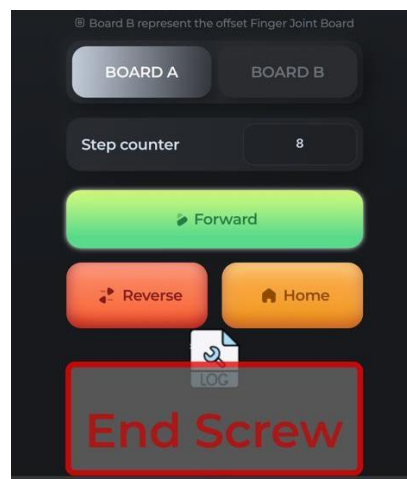 Board B represent the offset Finger Joint Board
BOARD A
BOARD B
Step counter
8
Forward
Reverse
Home
LOG
End Screw